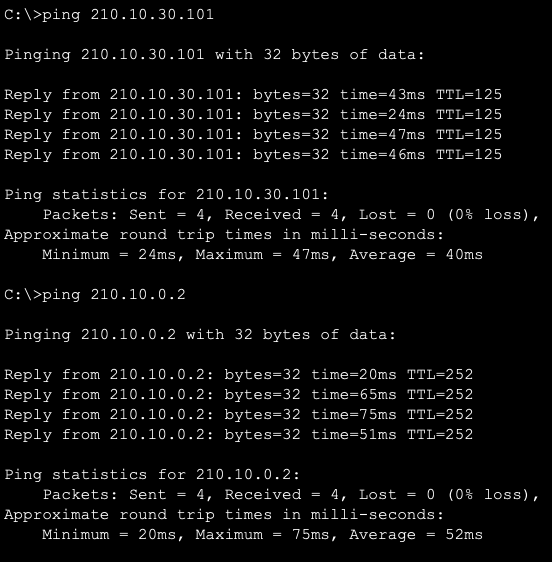 C:\>ping 210.10.30.101
Pinging 210.10.30.101 with 32 bytes of data:
Reply from 210.10.30.101: bytes=32 time=43ms TTL=125
Reply from 210.10.30.101: bytes=32 time=24ms TTL=125
Reply from 210.10.30.101: bytes=32 time=47ms TTL=125
Reply from 210.10.30.101: bytes=32 time=46ms TTL=125
Ping statistics for 210.10.30.101:
    Packets: Sent = 4, Received = 4, Lost = 0 (0% loss),
Approximate round trip times in milli-seconds:
    Minimum = 24ms, Maximum = 47ms, Average = 40ms
C:\>ping 210.10.0.2
Pinging 210.10.0.2 with 32 bytes of data:
Reply from 210.10.0.2: bytes=32 time=20ms TTL=252
Reply from 210.10.0.2: bytes=32 time=65ms TTL=252
Reply from 210.10.0.2: bytes=32 time=75ms TTL=252
Reply from 210.10.0.2: bytes=32 time=51ms TTL=252
Ping statistics for 210.10.0.2:
    Packets: Sent = 4, Received = 4, Lost = 0 (0% loss),
Approximate round trip times in milli-seconds:
    Minimum = 20ms, Maximum = 75ms, Average = 52ms